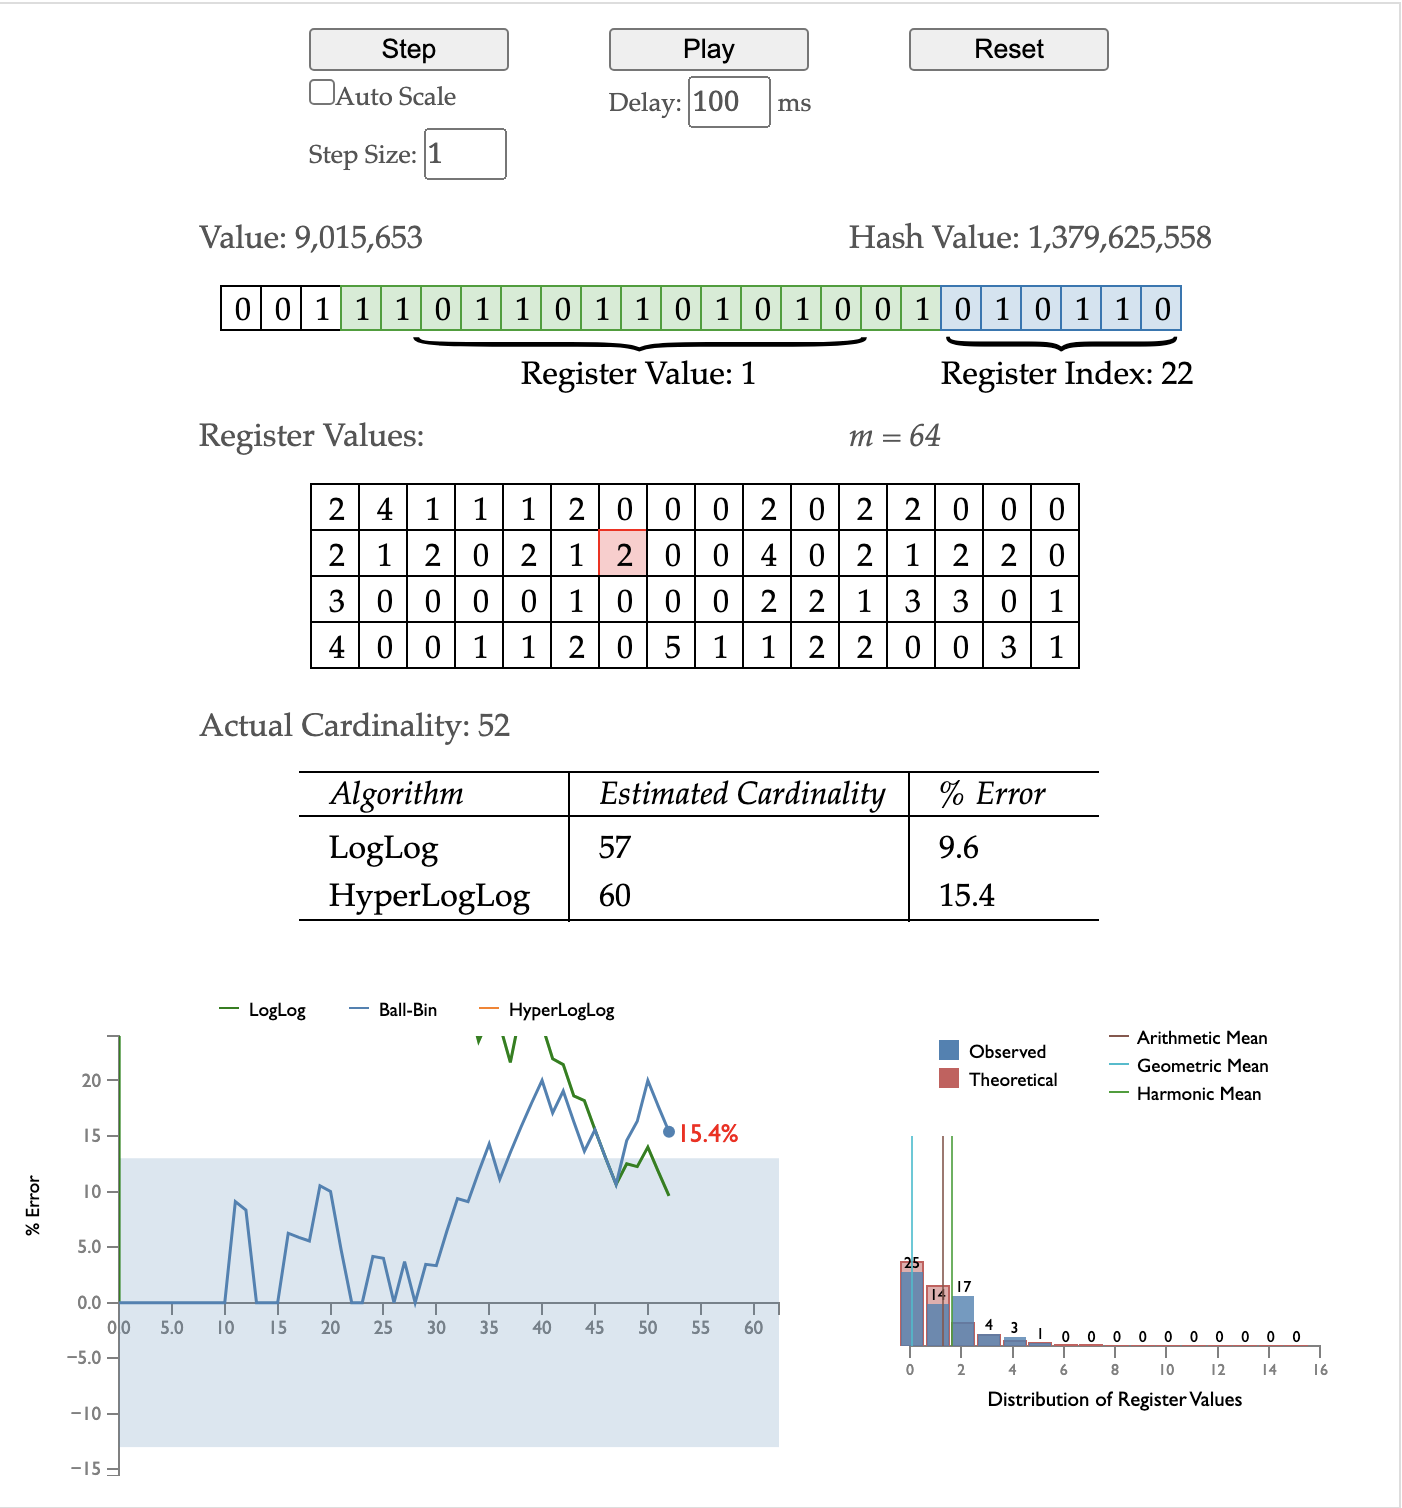 Step Play Reset
Auto Scale Delay: 100 ms
Step Size: 1
Value: 9,015,653 Hash Value: 1,379,625,558
0 0 1 1 1 0 1 1 0 1 1 0 1 0 1 0 0 1 0 1 0 1 1 0
Register Value: 1 Register Index: 22
Register Values: m = 64
2 4 1 1 1 2 0 0 0 2 0 2 2 0 0 0
2 1 2 0 2 1 2 0 0 4 0 2 1 2 2 0
3 0 0 0 0 1 0 0 0 2 2 1 3 3 0 1
4 0 0 1 1 2 0 5 1 1 2 2 0 0 3 1
Actual Cardinality: 52
Algorithm Estimated Cardinality % Error
LogLog 57 9.6
HyperLogLog 60 15.4
LogLog Ball-Bin HyperLogLog
% Error
20
15
10
5.0
0.0
−5.0
−10
−15
0.0 5.0 10 15 20 25 30 35 40 45 50 55 60
15.4%
Observed
Theoretical
Arithmetic Mean
Geometric Mean
Harmonic Mean
25 14 17 4 3 1 0 0 0 0 0 0 0 0 0 0
0 2 4 6 8 10 12 14 16
Distribution of Register Values